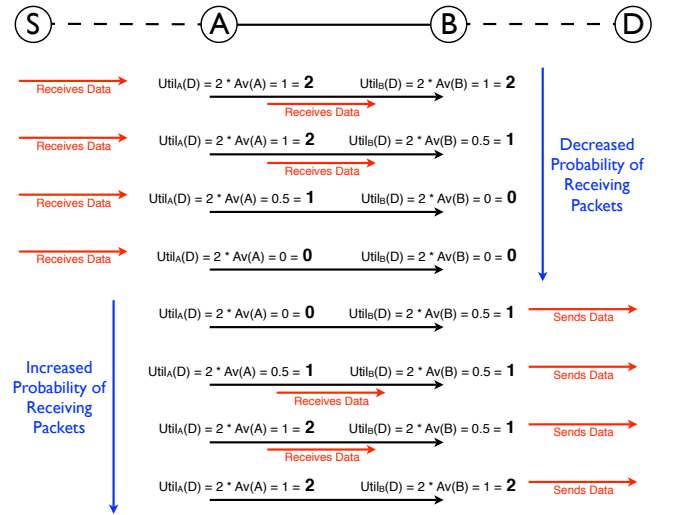 S A B D
Receives Data UtilA(D) = 2 * Av(A) = 1 = 2 UtilB(D) = 2 * Av(B) = 1 = 2
Receives Data
Receives Data UtilA(D) = 2 * Av(A) = 1 = 2 UtilB(D) = 2 * Av(B) = 0.5 = 1
Receives Data
Decreased
Probability of
Receiving
Packets
Receives Data UtilA(D) = 2 * Av(A) = 0.5 = 1 UtilB(D) = 2 * Av(B) = 0 = 0
Receives Data UtilA(D) = 2 * Av(A) = 0 = 0 UtilB(D) = 2 * Av(B) = 0 = 0
UtilA(D) = 2 * Av(A) = 0 = 0 UtilB(D) = 2 * Av(B) = 0.5 = 1 Sends Data
Increased
Probability of
Receiving
Packets
UtilA(D) = 2 * Av(A) = 0.5 = 1 UtilB(D) = 2 * Av(B) = 0.5 = 1 Sends Data
Receives Data
UtilA(D) = 2 * Av(A) = 1 = 2 UtilB(D) = 2 * Av(B) = 0.5 = 1 Sends Data
Receives Data
UtilA(D) = 2 * Av(A) = 1 = 2 UtilB(D) = 2 * Av(B) = 1 = 2 Sends Data